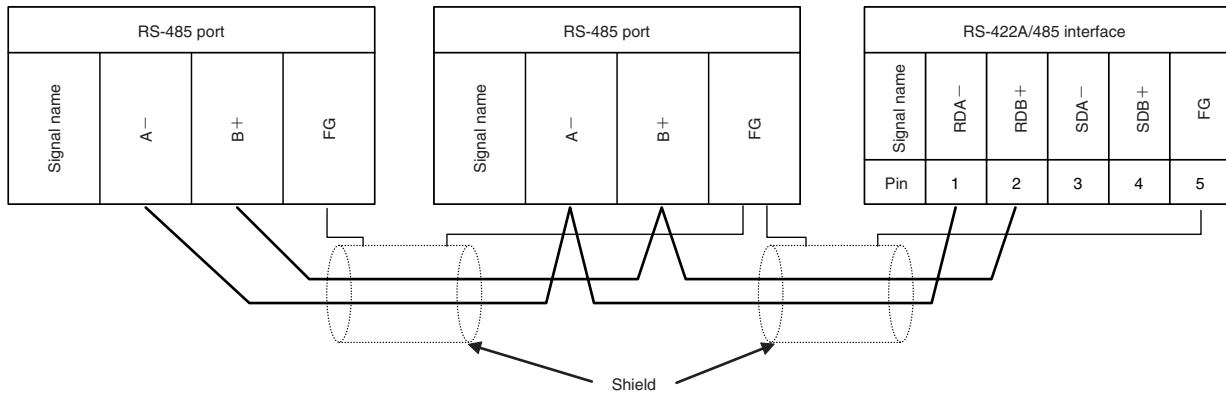 RS-485 port
Signal name
A−
B+
FG
RS-485 port
Signal name
A−
B+
FG
RS-422A/485 interface
Signal name
RDA−
RDB+
SDA−
SDB+
FG
Pin
1
2
3
4
5
Shield